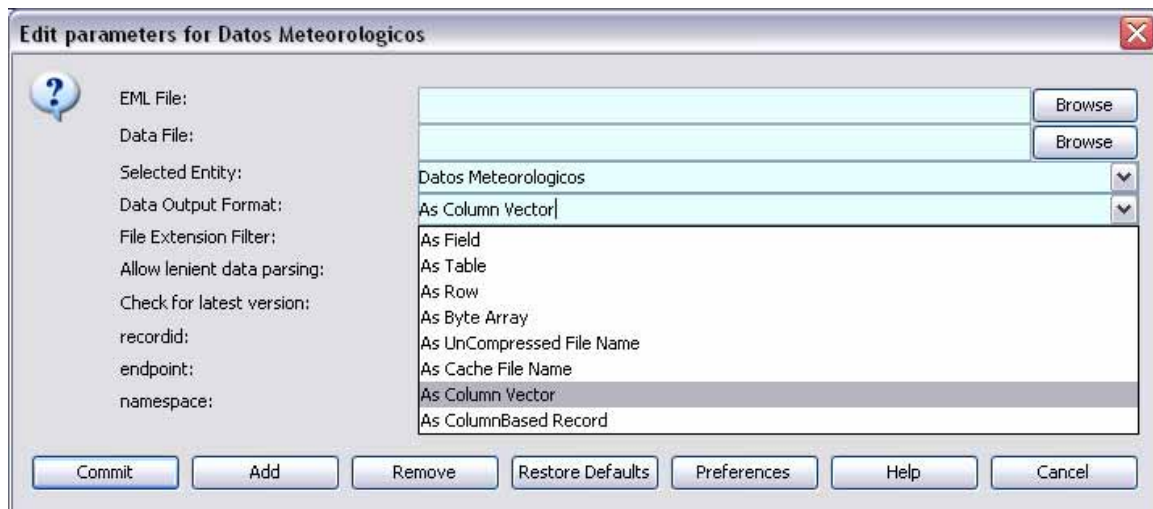 Edit parameters for Datos Meteorologicos
EML File:
Browse
Data File:
Browse
Selected Entity:
Datos Meteorologicos
Data Output Format:
As Column Vector
File Extension Filter:
As Field
Allow lenient data parsing:
As Table
Check for latest version:
As Row
recordid:
As Byte Array
endpoint:
As UnCompressed File Name
namespace:
As Cache File Name
As Column Vector
As ColumnBased Record
Commit
Add
Remove
Restore Defaults
Preferences
Help
Cancel